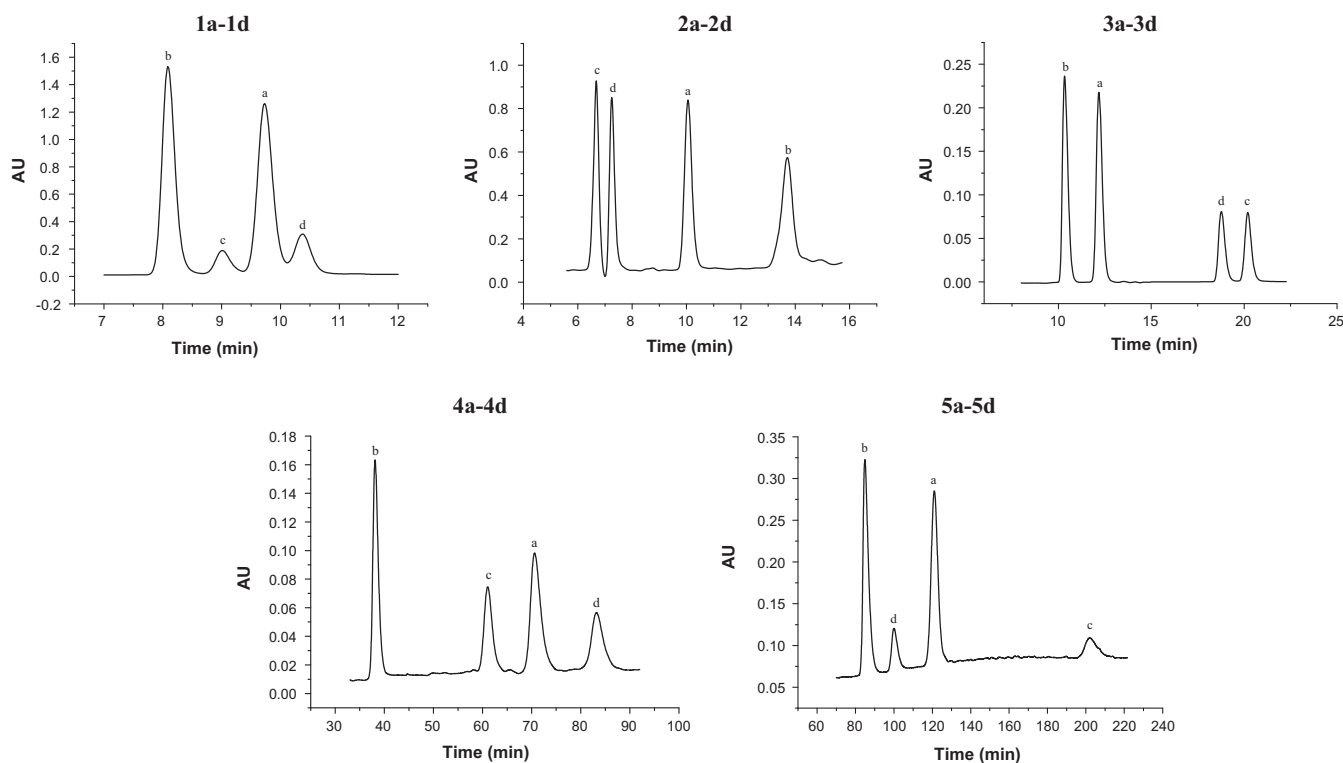 1a-1d
1.6
1.4
1.2
1.0
0.8
0.6
0.4
0.2
0.0
-0.2
AU
b
c
a
d
7 8 9 10 11 12
Time (min)
2a-2d
1.0
0.8
0.6
0.4
0.2
0.0
AU
c
d
a
b
4 6 8 10 12 14 16
Time (min)
3a-3d
0.25
0.20
0.15
0.10
0.05
0.00
AU
b
a
d
c
10 15 20 25
Time (min)
4a-4d
0.18
0.16
0.14
0.12
0.10
0.08
0.06
0.04
0.02
0.00
AU
b
c
a
d
30 40 50 60 70 80 90 100
Time (min)
5a-5d
0.35
0.30
0.25
0.20
0.15
0.10
0.05
AU
b
d
a
c
60 80 100 120 140 160 180 200 220 240
Time (min)